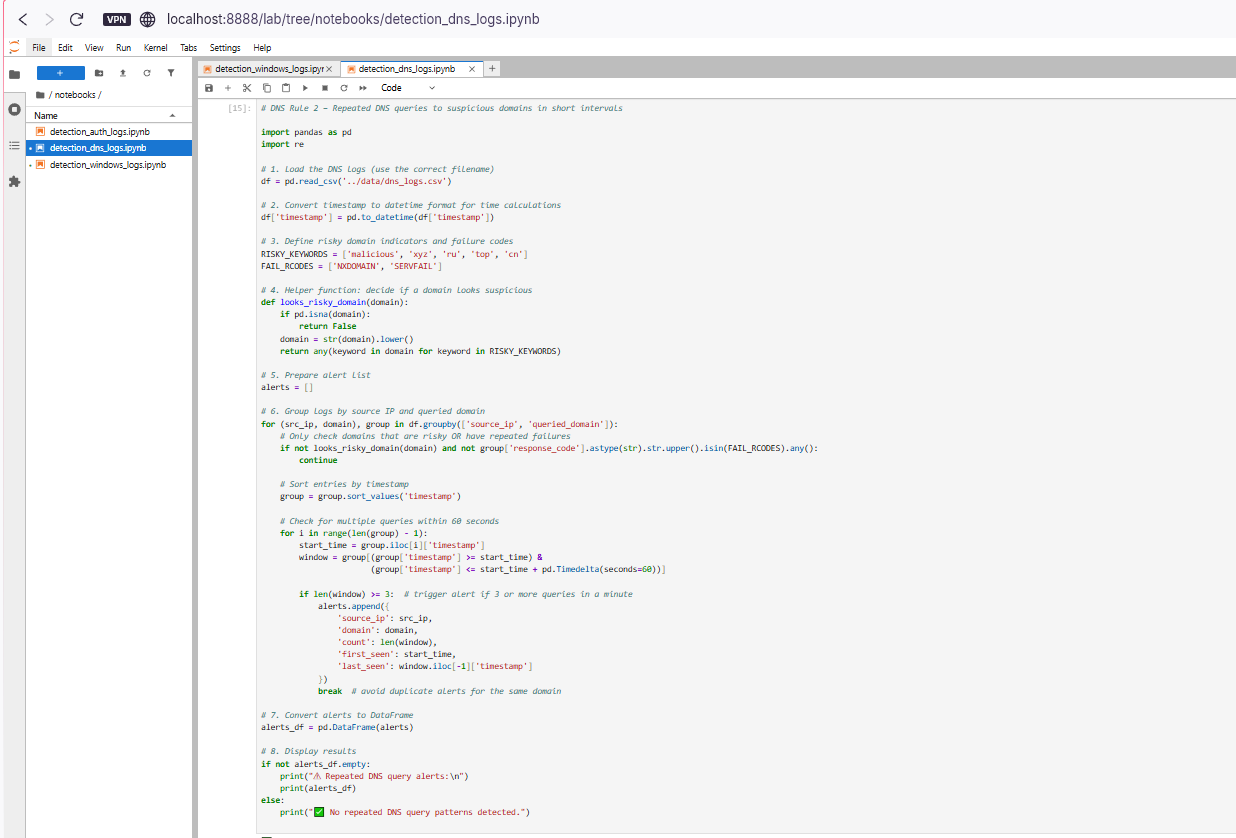 VPN localhost:8888/lab/tree/notebooks/detection_dns_logs.ipynb
File Edit View Run Kernel Tabs Settings Help
+
/ notebooks /
Name
detection_auth_logs.ipynb
detection_dns_logs.ipynb
detection_windows_logs.ipynb
detection_windows_logs.ipyr × detection_dns_logs.ipynb × +
Code
[15]:
# DNS Rule 2 – Repeated DNS queries to suspicious domains in short intervals
import pandas as pd
import re
# 1. Load the DNS logs (use the correct filename)
df = pd.read_csv('../data/dns_logs.csv')
# 2. Convert timestamp to datetime format for time calculations
df['timestamp'] = pd.to_datetime(df['timestamp'])
# 3. Define risky domain indicators and failure codes
RISKY_KEYWORDS = ['malicious', 'xyz', 'ru', 'top', 'cn']
FAIL_RCODES = ['NXDOMAIN', 'SERVFAIL']
# 4. Helper function: decide if a domain looks suspicious
def looks_risky_domain(domain):
    if pd.isna(domain):
        return False
    domain = str(domain).lower()
    return any(keyword in domain for keyword in RISKY_KEYWORDS)
# 5. Prepare alert list
alerts = []
# 6. Group logs by source IP and queried domain
for (src_ip, domain), group in df.groupby(['source_ip', 'queried_domain']):
    # Only check domains that are risky OR have repeated failures
    if not looks_risky_domain(domain) and not group['response_code'].astype(str).str.upper().isin(FAIL_RCODES).any():
        continue
    # Sort entries by timestamp
    group = group.sort_values('timestamp')
    # Check for multiple queries within 60 seconds
    for i in range(len(group) - 1):
        start_time = group.iloc[i]['timestamp']
        window = group[(group['timestamp'] >= start_time) &
                       (group['timestamp'] <= start_time + pd.Timedelta(seconds=60))]
        if len(window) >= 3:  # trigger alert if 3 or more queries in a minute
            alerts.append({
                'source_ip': src_ip,
                'domain': domain,
                'count': len(window),
                'first_seen': start_time,
                'last_seen': window.iloc[-1]['timestamp']
            })
            break  # avoid duplicate alerts for the same domain
# 7. Convert alerts to DataFrame
alerts_df = pd.DataFrame(alerts)
# 8. Display results
if not alerts_df.empty:
    print("⚠ Repeated DNS query alerts:\n")
    print(alerts_df)
else:
    print("✅ No repeated DNS query patterns detected.")